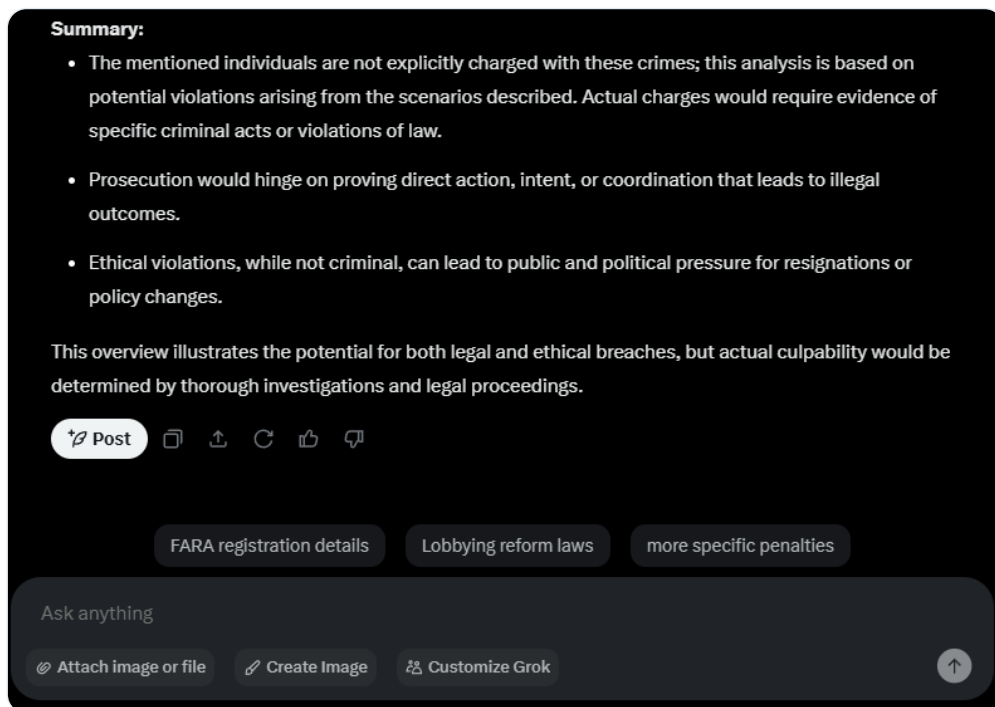 Summary:
• The mentioned individuals are not explicitly charged with these crimes; this analysis is based on
potential violations arising from the scenarios described. Actual charges would require evidence of
specific criminal acts or violations of law.
• Prosecution would hinge on proving direct action, intent, or coordination that leads to illegal
outcomes.
• Ethical violations, while not criminal, can lead to public and political pressure for resignations or
policy changes.
This overview illustrates the potential for both legal and ethical breaches, but actual culpability would be
determined by thorough investigations and legal proceedings.
Post
FARA registration details Lobbying reform laws more specific penalties
Ask anything
Attach image or file Create Image Customize Grok